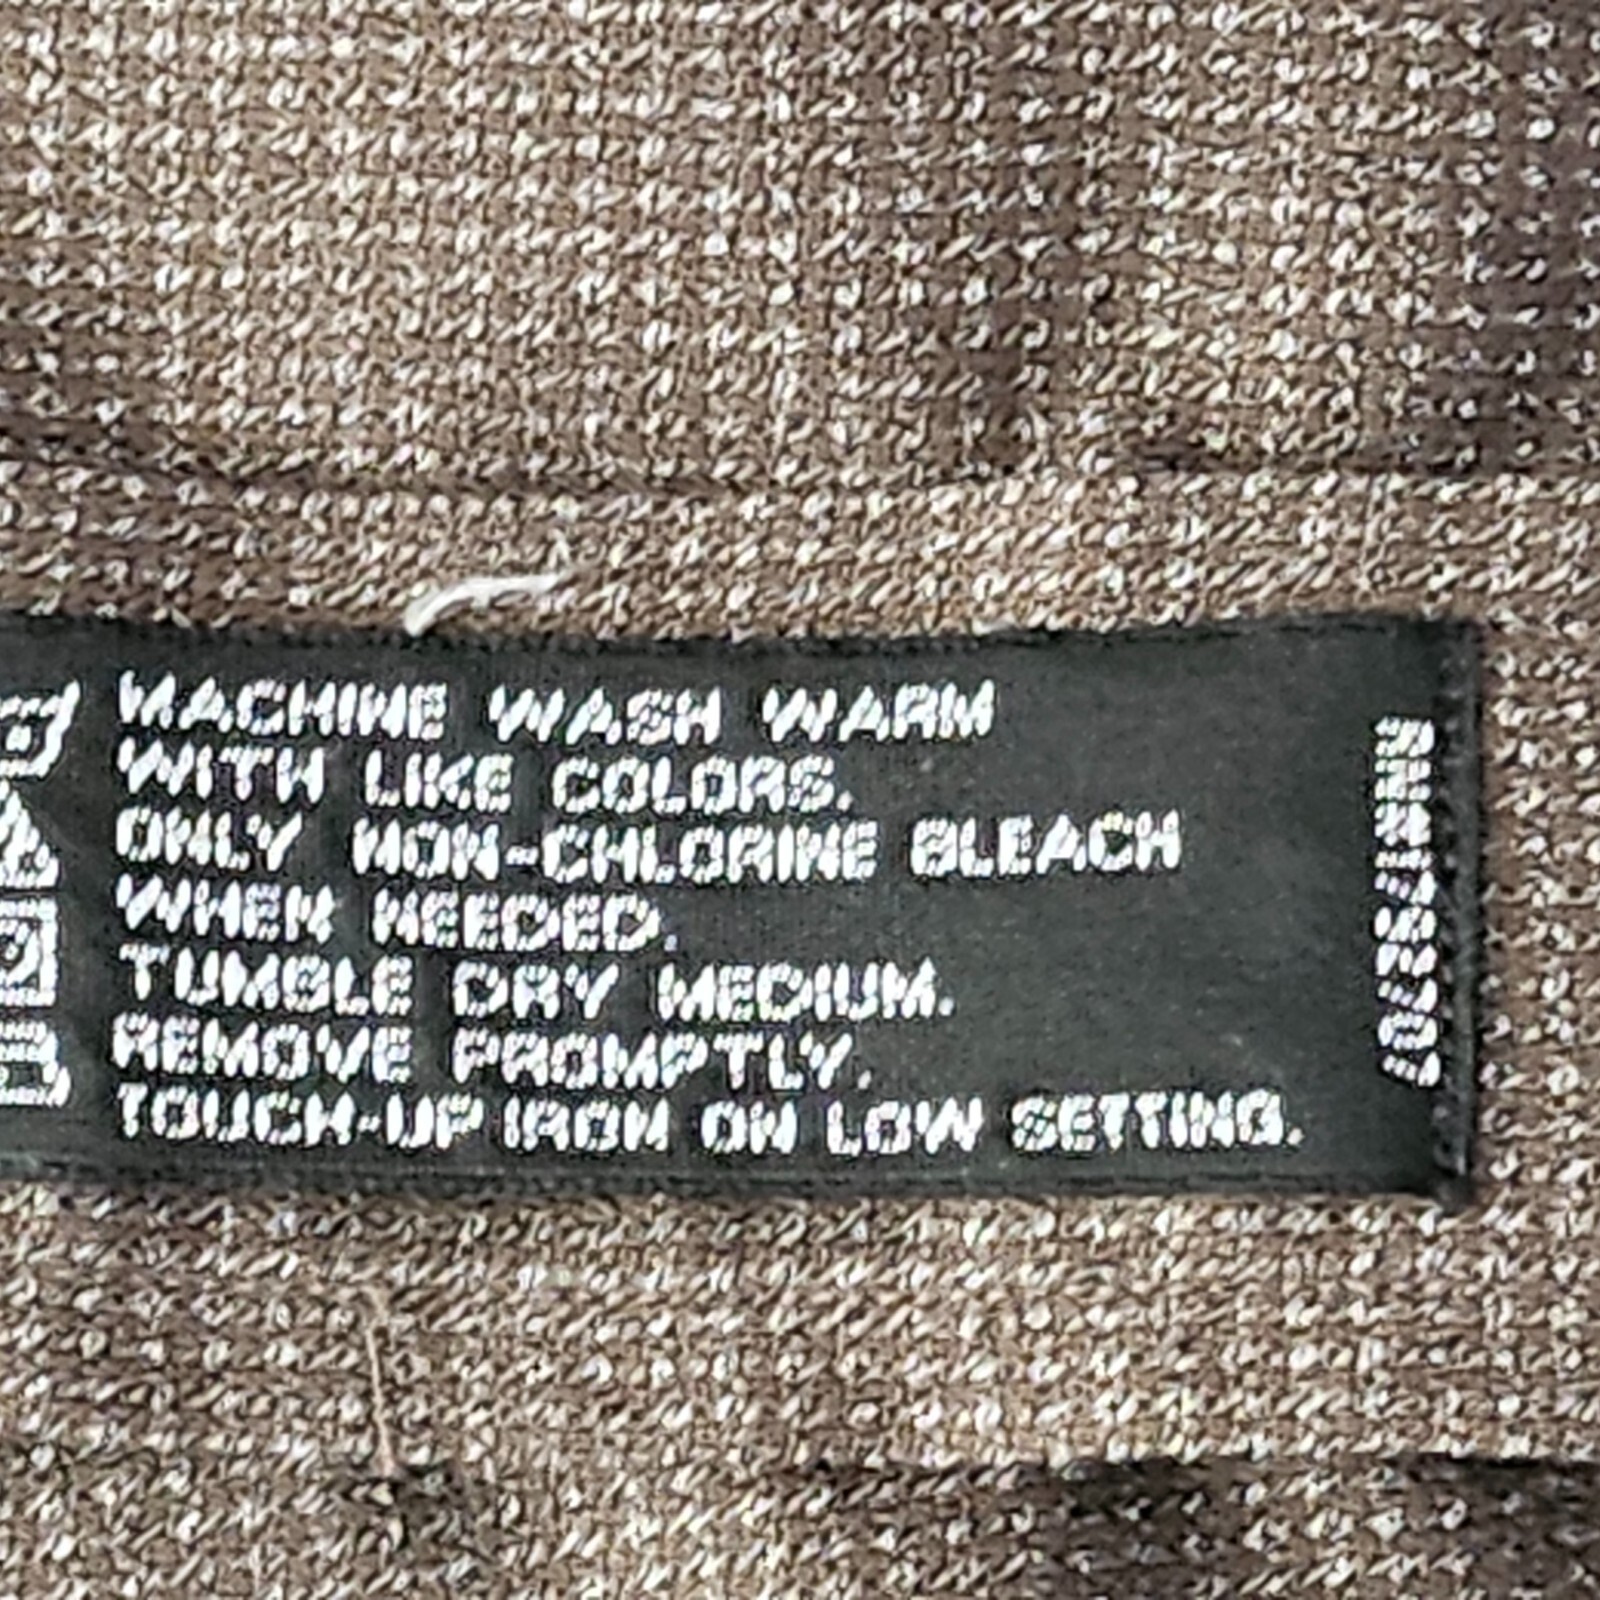 MACHINE WASH WARM
WITH LIKE COLORS.
ONLY NON-CHLORINE BLEACH
WHEN NEEDED.
TUMBLE DRY MEDIUM.
REMOVE PROMPTLY.
TOUCH-UP IRON ON LOW SETTING.